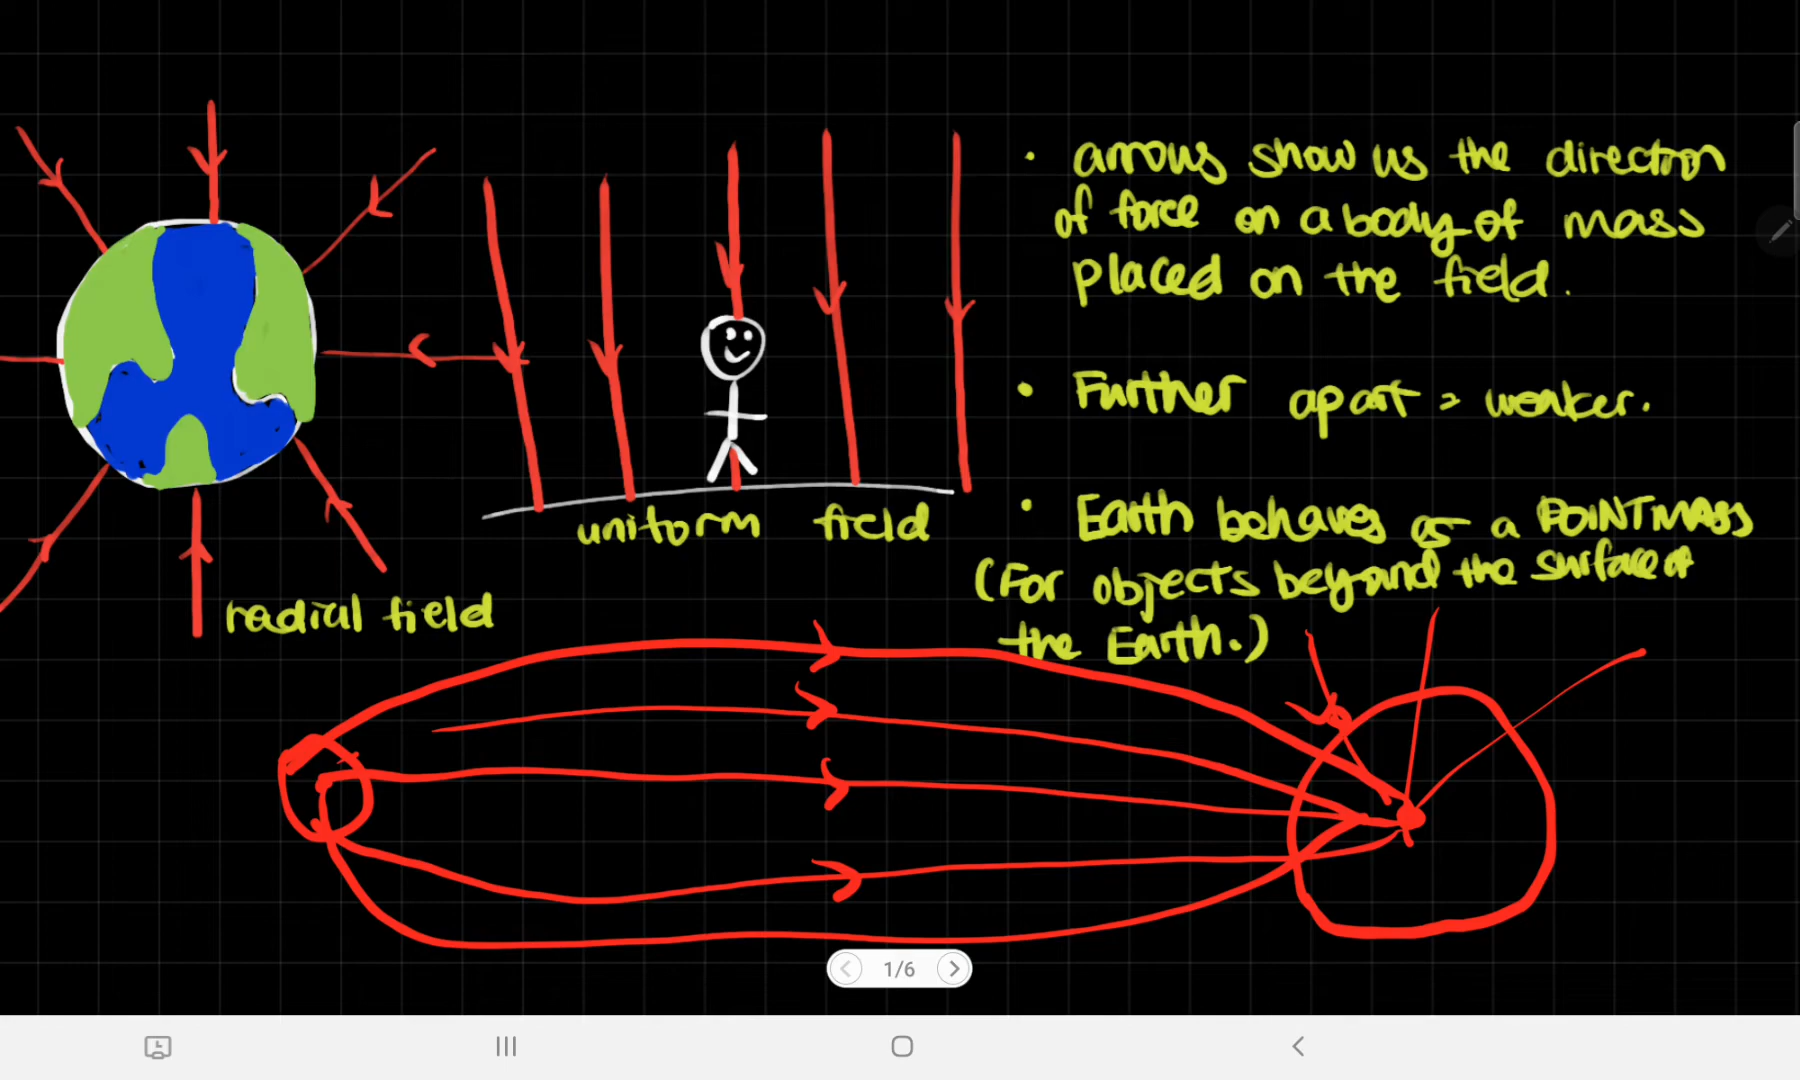 • arrows show us the direction
of force on a body of mass
placed on the field.
• Further apart = weaker.
• Earth behaves as a POINT MASS
(For objects beyond the surface of
the Earth.)
uniform field
radial field
1/6